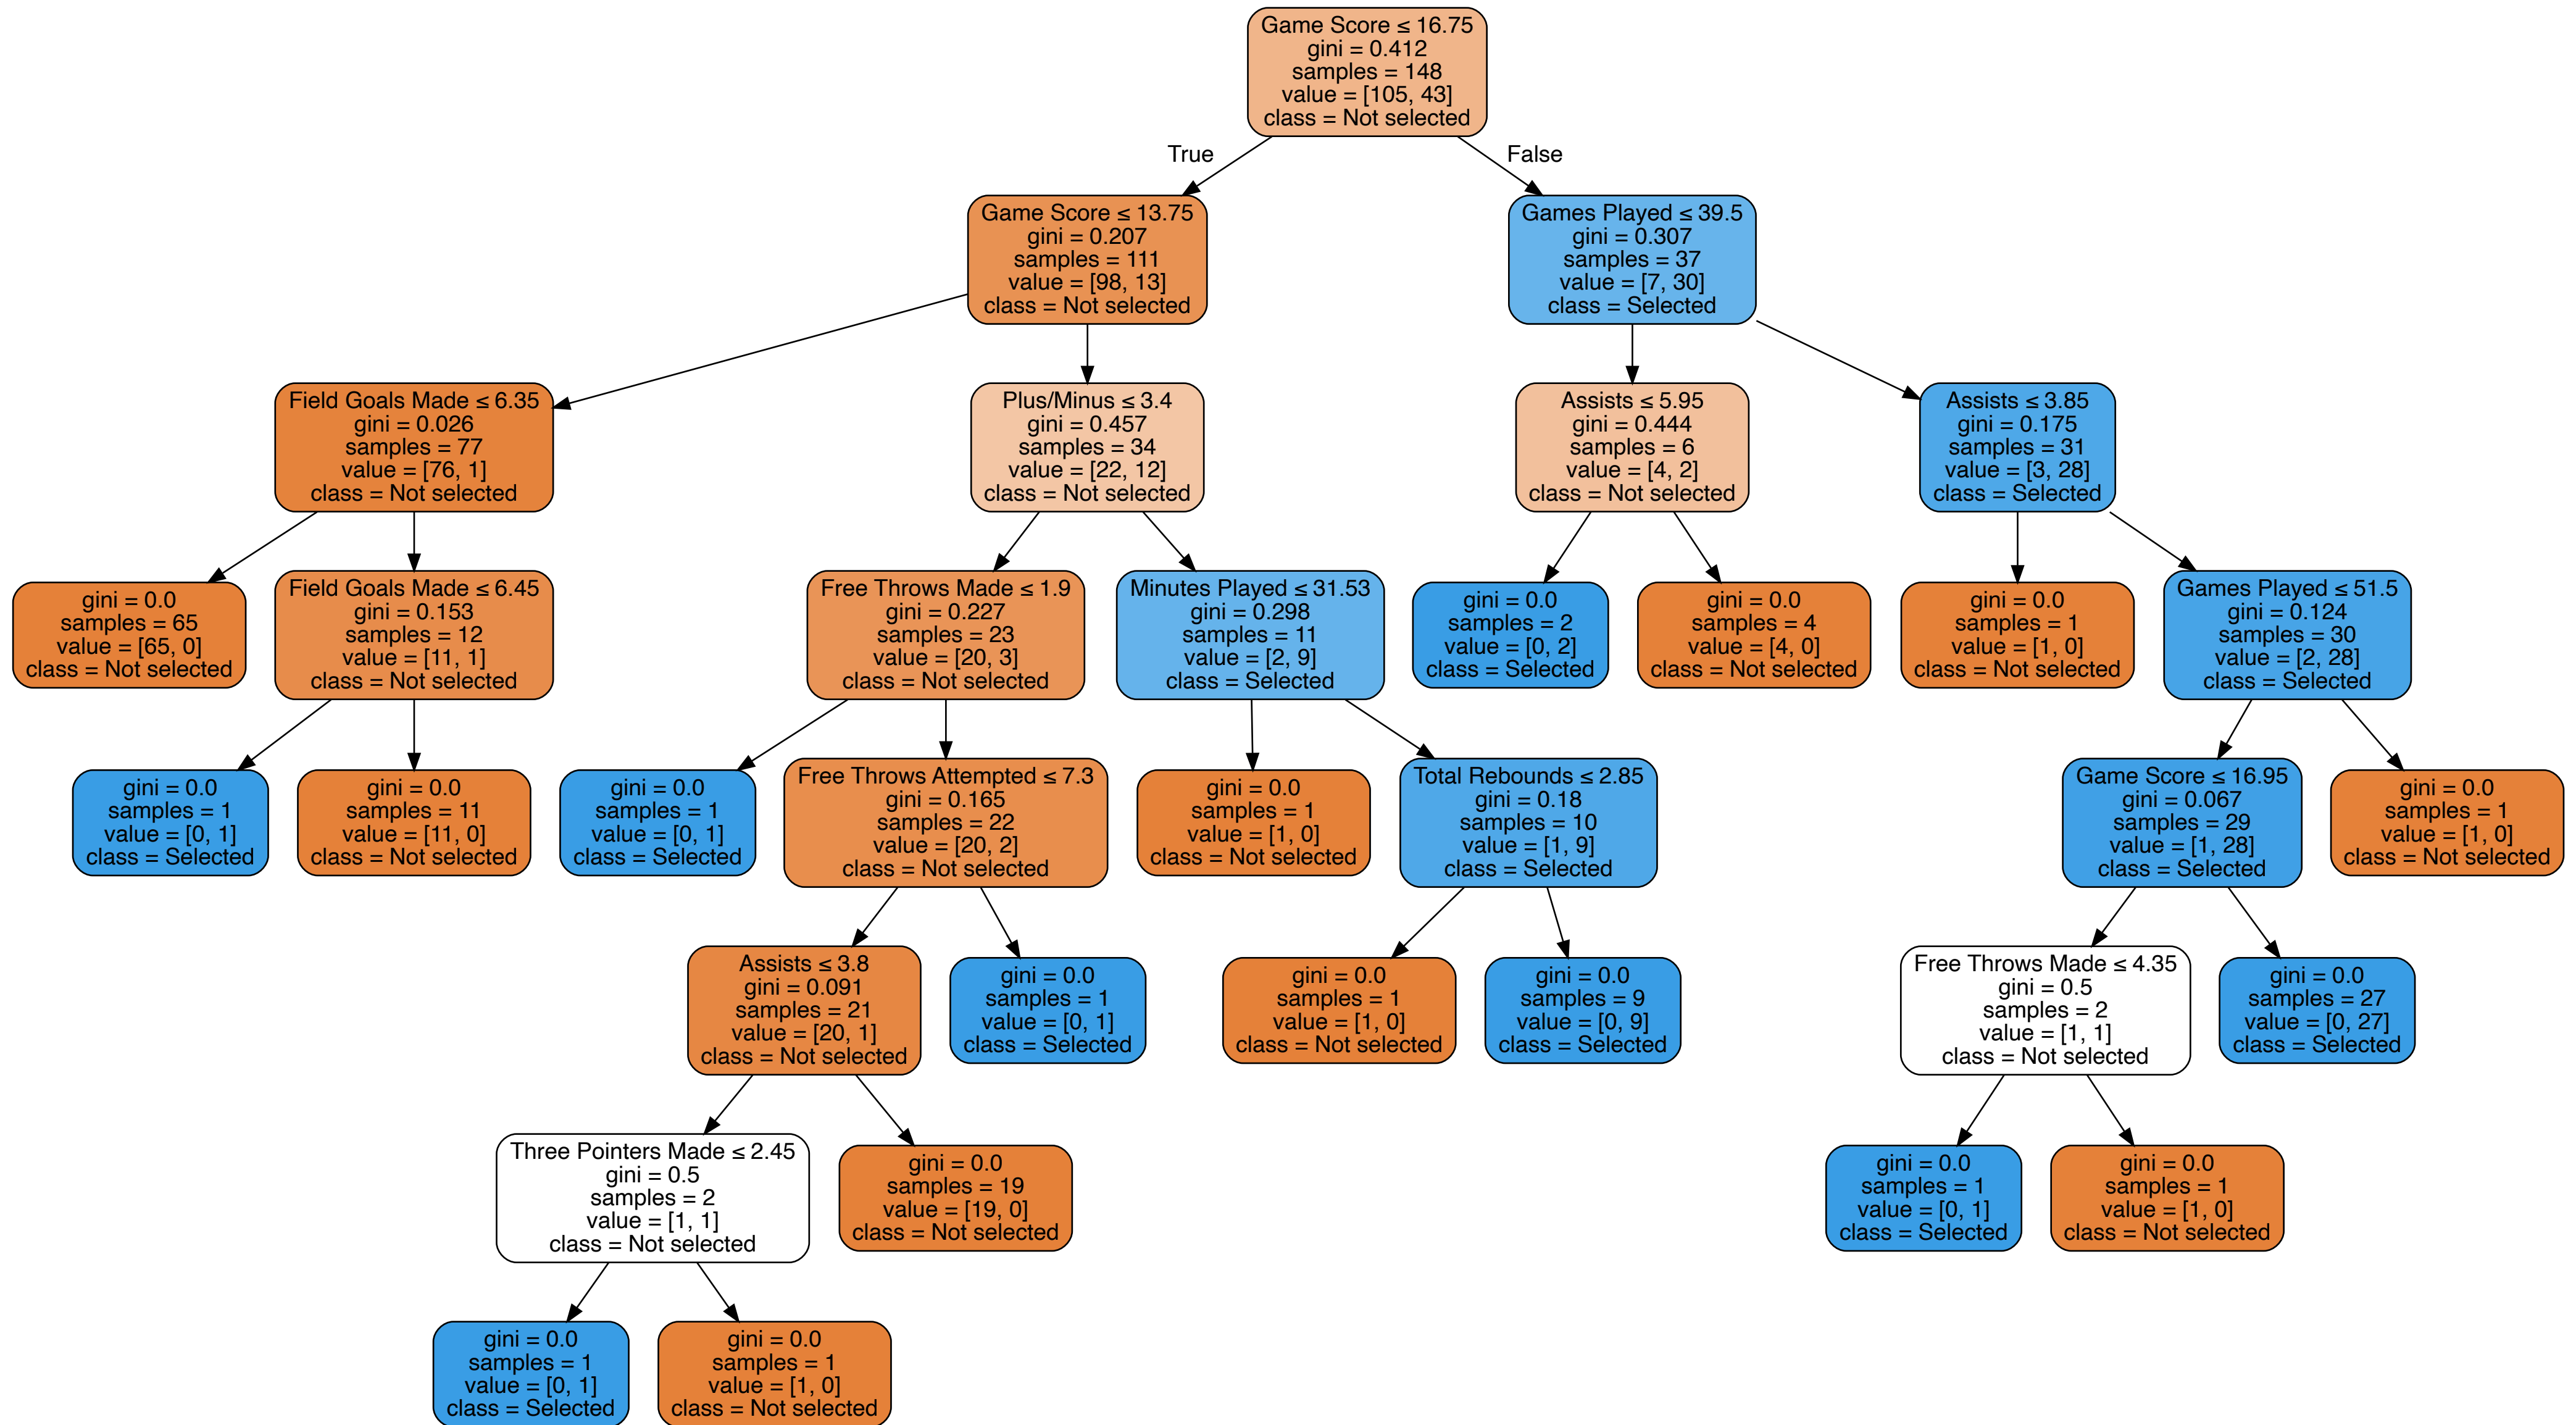 Game Score ≤ 16.75
gini = 0.412
samples = 148
value = [105, 43]
class = Not selected
True
False
Game Score ≤ 13.75
gini = 0.207
samples = 111
value = [98, 13]
class = Not selected
Games Played ≤ 39.5
gini = 0.307
samples = 37
value = [7, 30]
class = Selected
Field Goals Made ≤ 6.35
gini = 0.026
samples = 77
value = [76, 1]
class = Not selected
Plus/Minus ≤ 3.4
gini = 0.457
samples = 34
value = [22, 12]
class = Not selected
Assists ≤ 5.95
gini = 0.444
samples = 6
value = [4, 2]
class = Not selected
Assists ≤ 3.85
gini = 0.175
samples = 31
value = [3, 28]
class = Selected
gini = 0.0
samples = 65
value = [65, 0]
class = Not selected
Field Goals Made ≤ 6.45
gini = 0.153
samples = 12
value = [11, 1]
class = Not selected
Free Throws Made ≤ 1.9
gini = 0.227
samples = 23
value = [20, 3]
class = Not selected
Minutes Played ≤ 31.53
gini = 0.298
samples = 11
value = [2, 9]
class = Selected
gini = 0.0
samples = 2
value = [0, 2]
class = Selected
gini = 0.0
samples = 4
value = [4, 0]
class = Not selected
gini = 0.0
samples = 1
value = [1, 0]
class = Not selected
Games Played ≤ 51.5
gini = 0.124
samples = 30
value = [2, 28]
class = Selected
gini = 0.0
samples = 1
value = [0, 1]
class = Selected
gini = 0.0
samples = 11
value = [11, 0]
class = Not selected
gini = 0.0
samples = 1
value = [0, 1]
class = Selected
Free Throws Attempted ≤ 7.3
gini = 0.165
samples = 22
value = [20, 2]
class = Not selected
gini = 0.0
samples = 1
value = [1, 0]
class = Not selected
Total Rebounds ≤ 2.85
gini = 0.18
samples = 10
value = [1, 9]
class = Selected
Game Score ≤ 16.95
gini = 0.067
samples = 29
value = [1, 28]
class = Selected
gini = 0.0
samples = 1
value = [1, 0]
class = Not selected
Assists ≤ 3.8
gini = 0.091
samples = 21
value = [20, 1]
class = Not selected
gini = 0.0
samples = 1
value = [0, 1]
class = Selected
gini = 0.0
samples = 1
value = [1, 0]
class = Not selected
gini = 0.0
samples = 9
value = [0, 9]
class = Selected
Free Throws Made ≤ 4.35
gini = 0.5
samples = 2
value = [1, 1]
class = Not selected
gini = 0.0
samples = 27
value = [0, 27]
class = Selected
Three Pointers Made ≤ 2.45
gini = 0.5
samples = 2
value = [1, 1]
class = Not selected
gini = 0.0
samples = 19
value = [19, 0]
class = Not selected
gini = 0.0
samples = 1
value = [0, 1]
class = Selected
gini = 0.0
samples = 1
value = [1, 0]
class = Not selected
gini = 0.0
samples = 1
value = [0, 1]
class = Selected
gini = 0.0
samples = 1
value = [1, 0]
class = Not selected